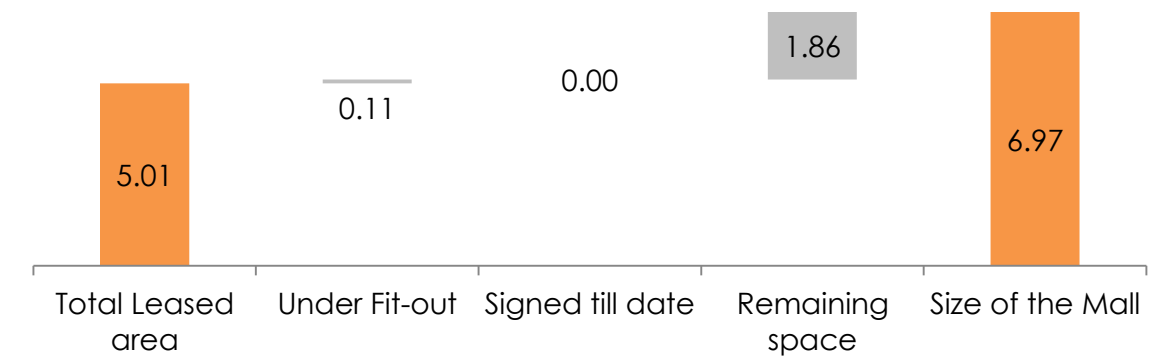 1.86
0.00
0.11
6.97
5.01
Total Leased
area
Under Fit-out
Signed till date
Remaining
space
Size of the Mall